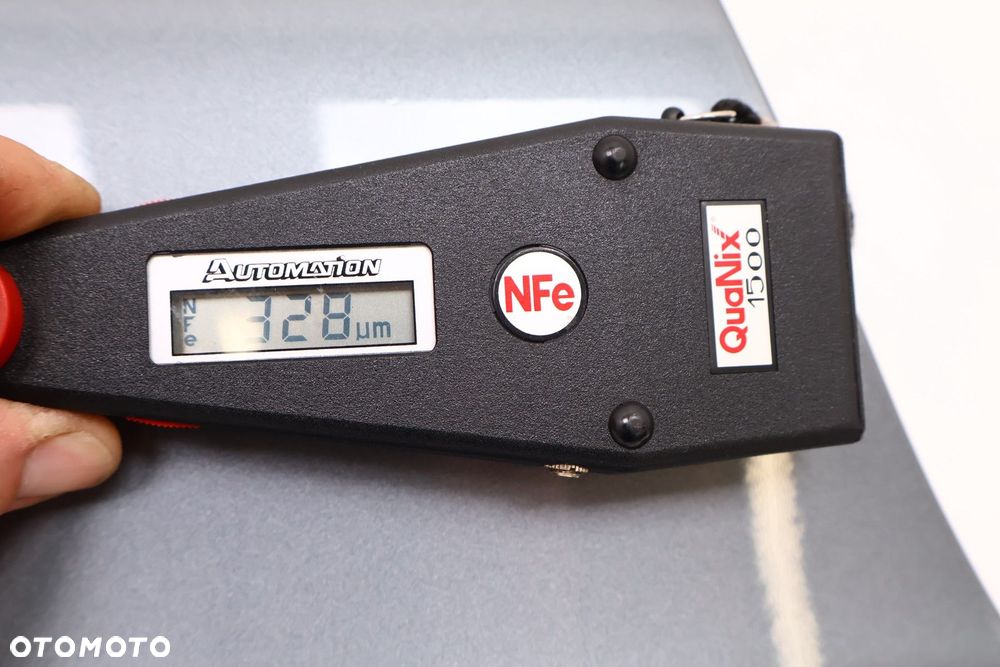 AUTOMATION
NFe 328 µm
NFe
QuaNix
1500
OTOMOTO